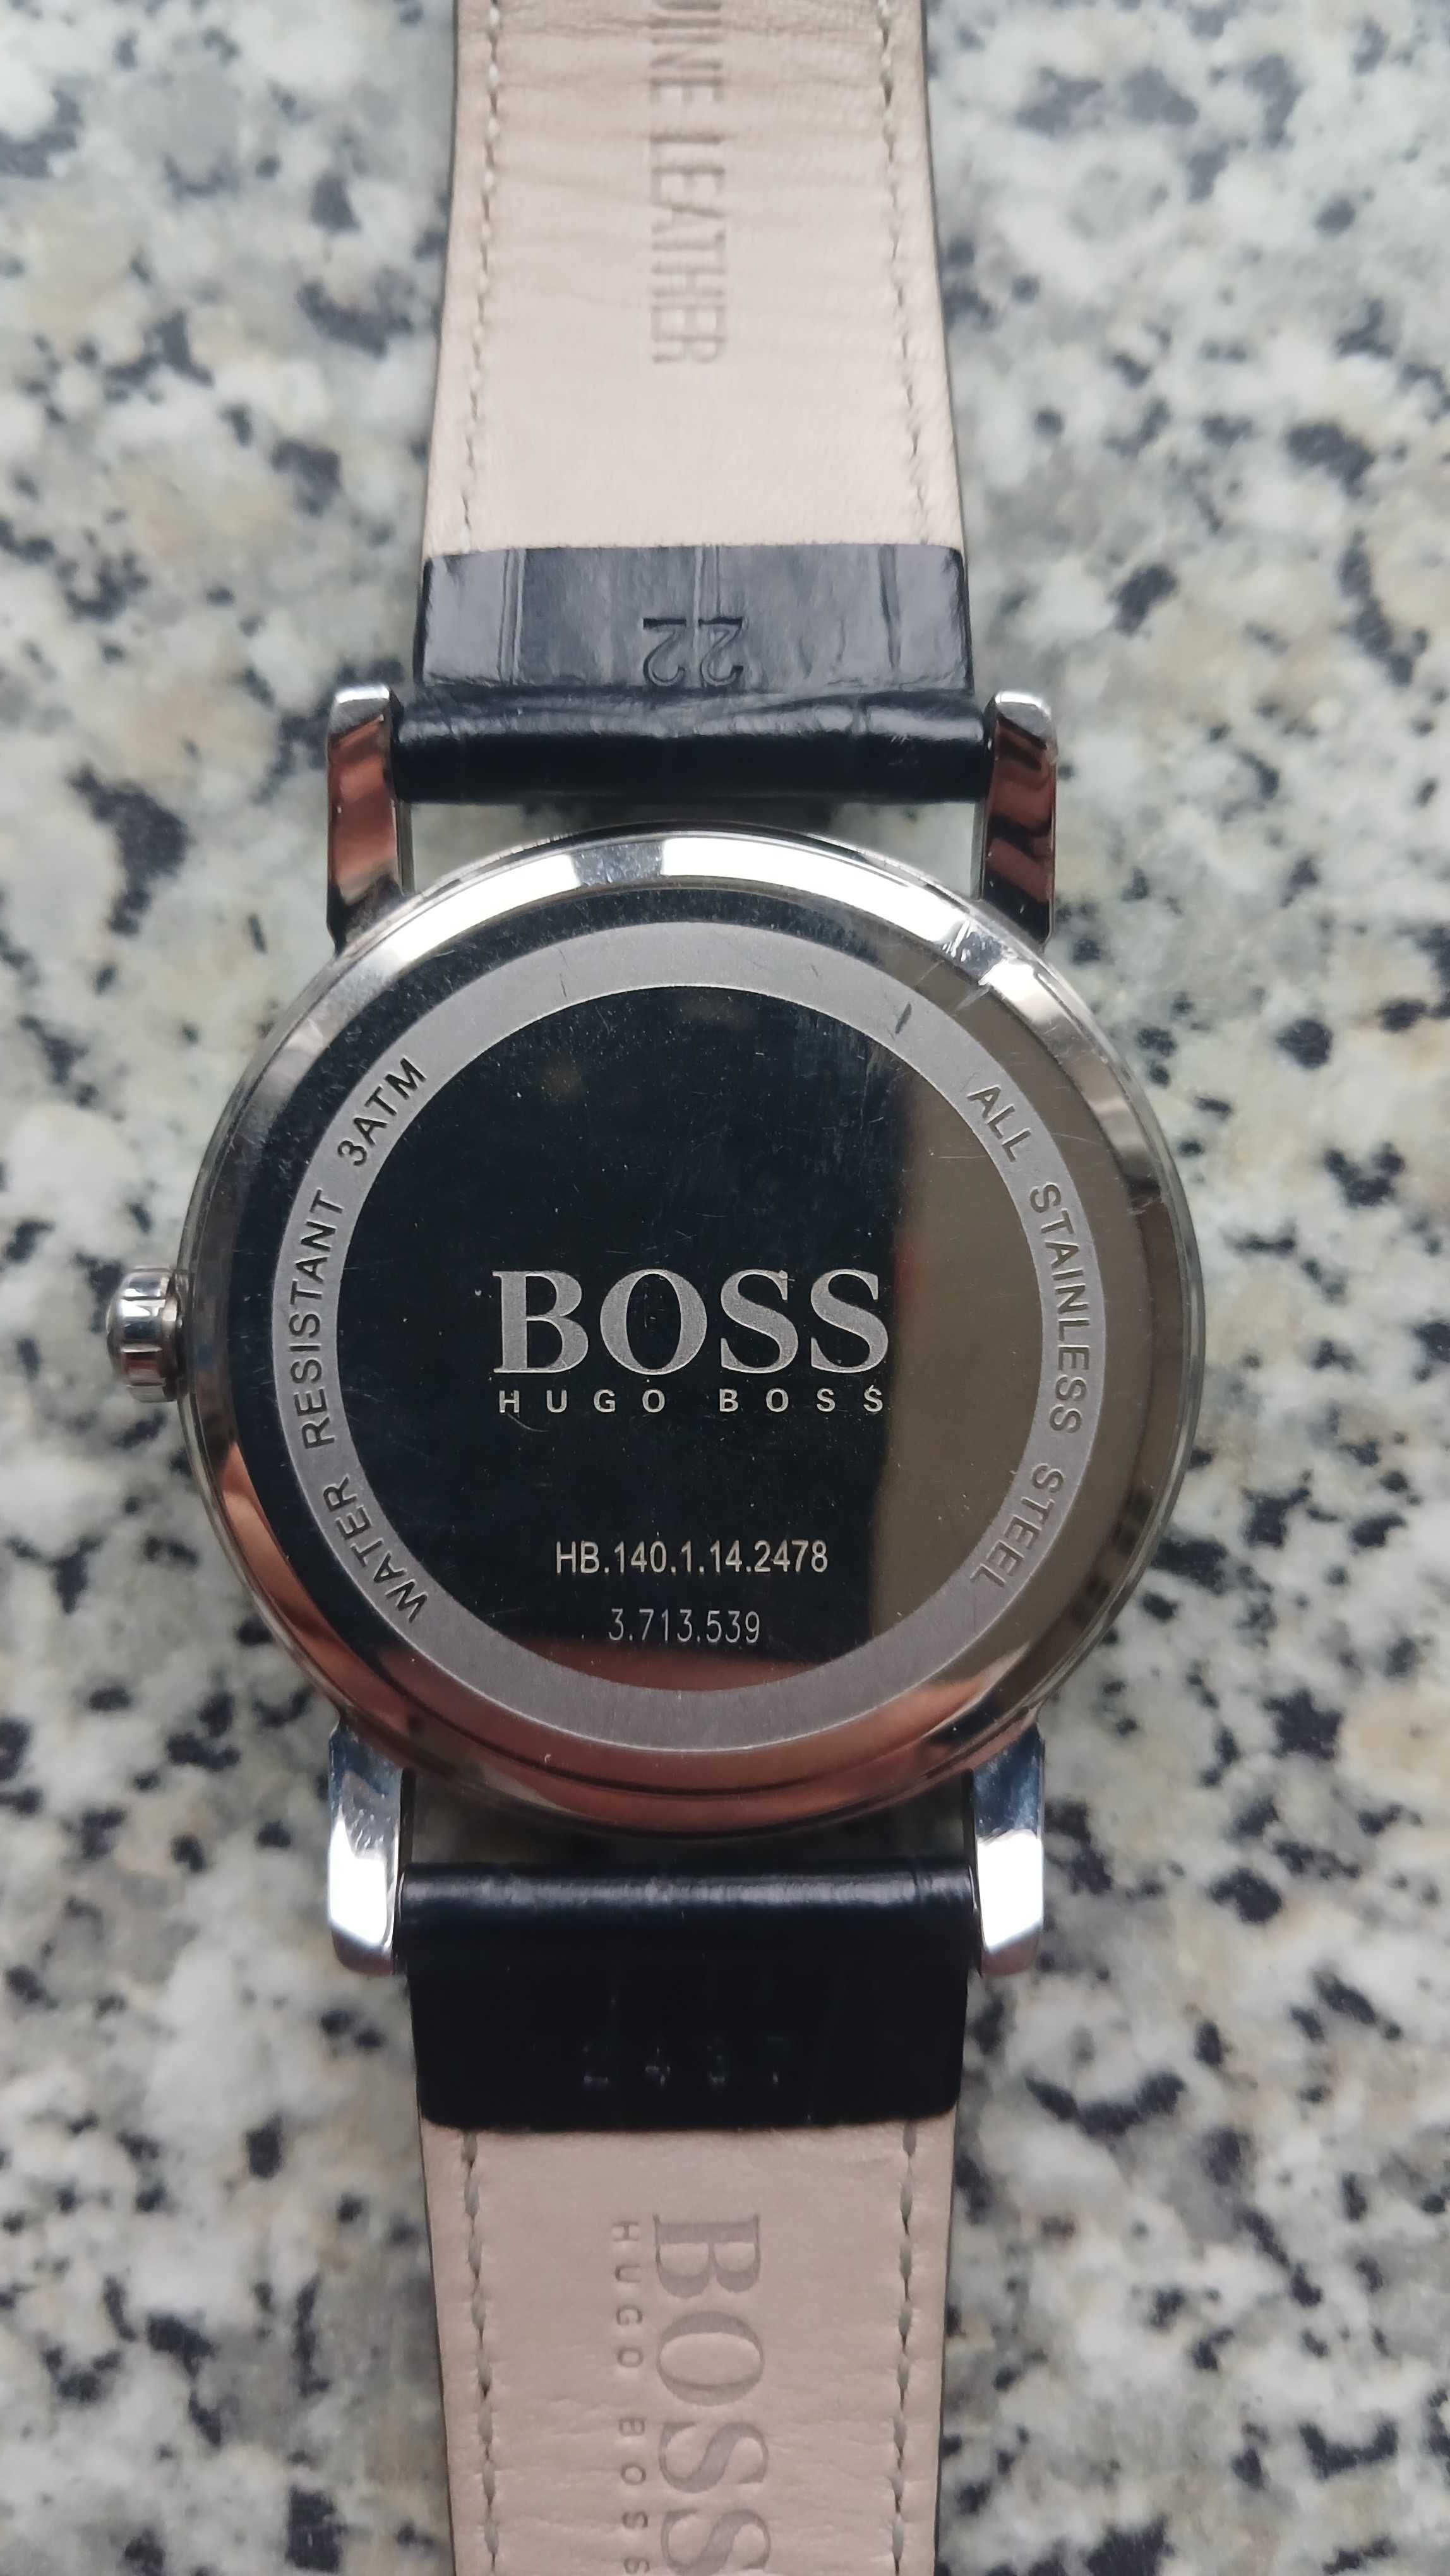 UINE LEATHER
22
WATER RESISTANT 3ATM
ALL STAINLESS STEEL
BOSS
HUGO BOSS
HB.140.1.14.2478
3.713.539
BOSS
HUGO BOSS